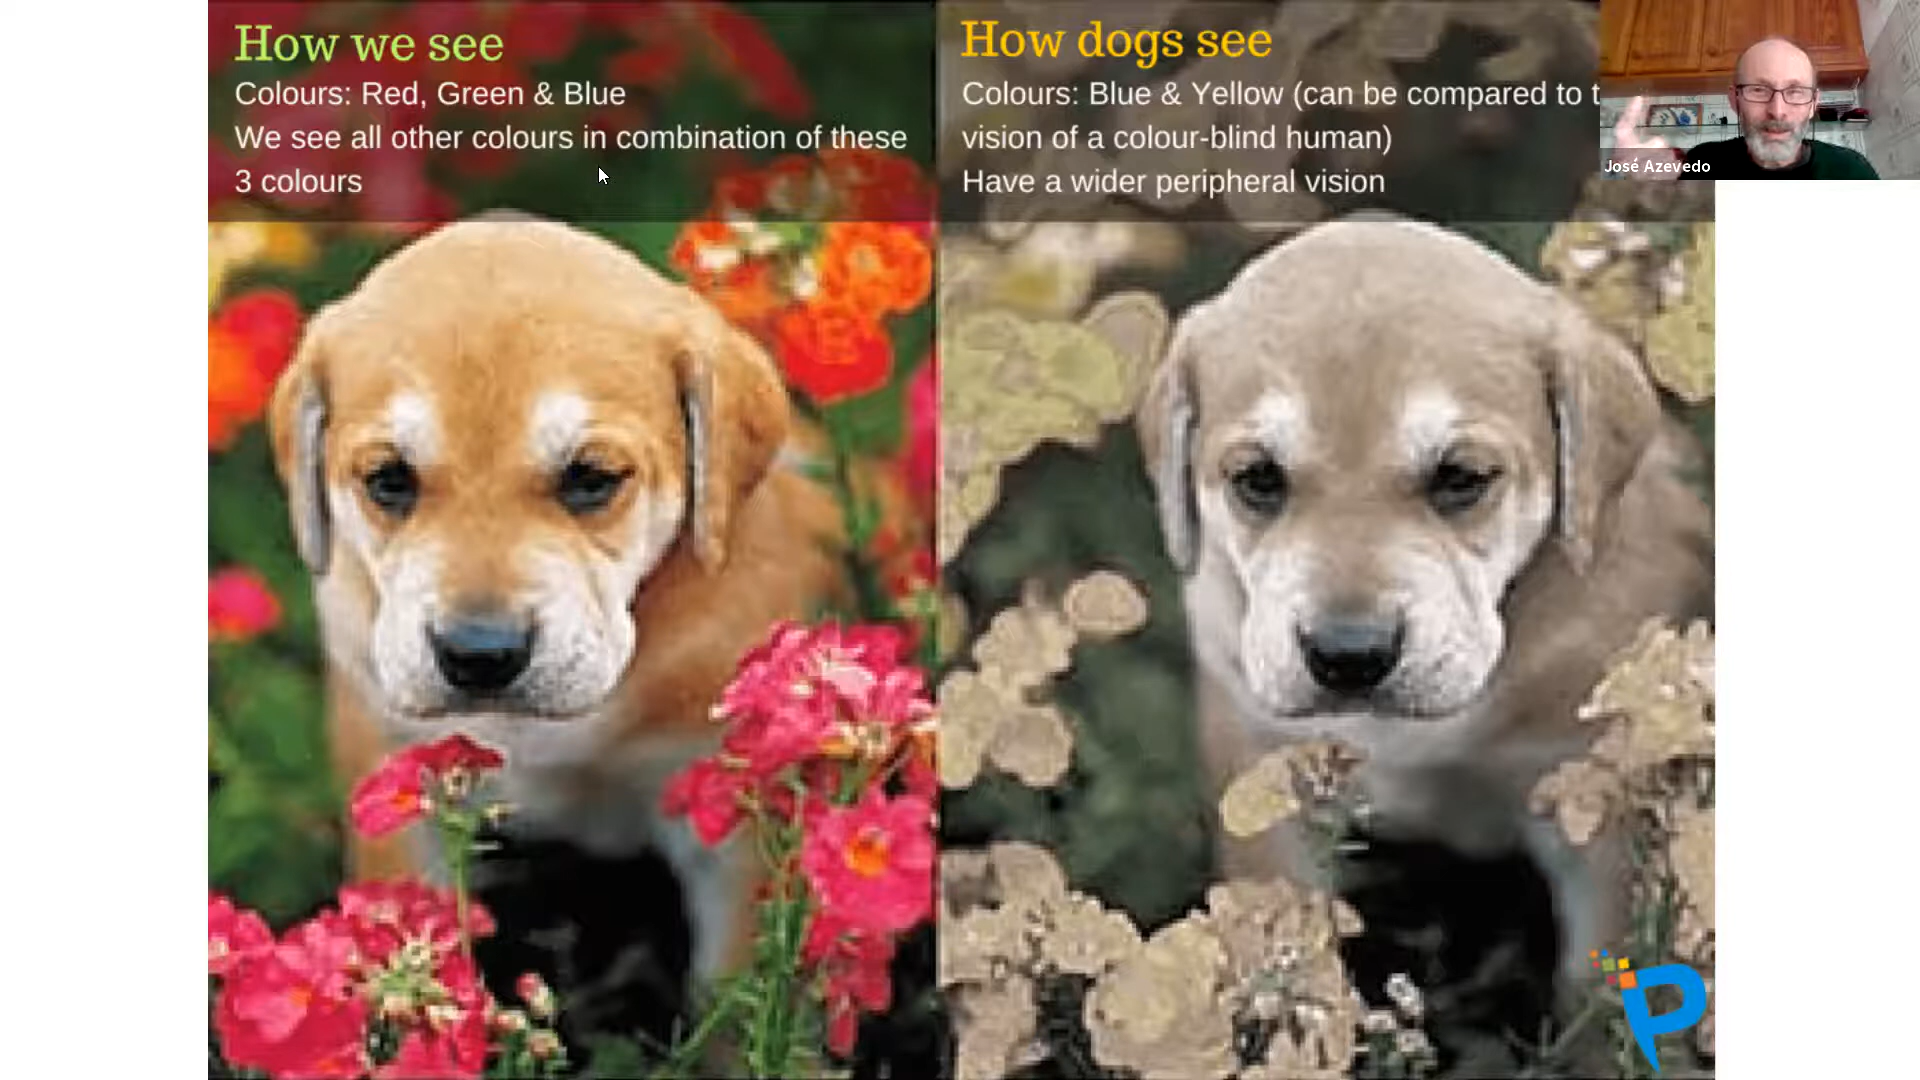 How we see
Colours: Red, Green & Blue
We see all other colours in combination of these
3 colours
How dogs see
Colours: Blue & Yellow (can be compared to
vision of a colour-blind human)
Have a wider peripheral vision
José Azevedo
P